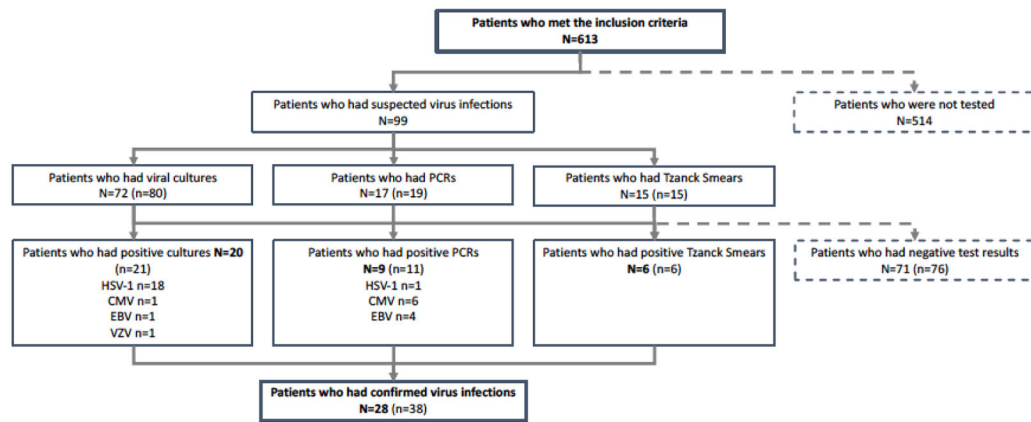 Patients who met the inclusion criteria
N=613
Patients who had suspected virus infections
N=99
Patients who were not tested
N=514
Patients who had viral cultures
N=72 (n=80)
Patients who had PCRs
N=17 (n=19)
Patients who had Tzanck Smears
N=15 (n=15)
Patients who had positive cultures N=20
(n=21)
HSV-1 n=18
CMV n=1
EBV n=1
VZV n=1
Patients who had positive PCRs
N=9 (n=11)
HSV-1 n=1
CMV n=6
EBV n=4
Patients who had positive Tzanck Smears
N=6 (n=6)
Patients who had negative test results
N=71 (n=76)
Patients who had confirmed virus infections
N=28 (n=38)